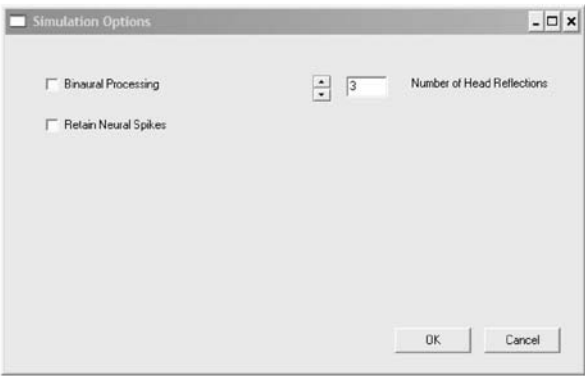 Simulation Options
Binaural Processing
3
Number of Head Reflections
Retain Neural Spikes
OK
Cancel